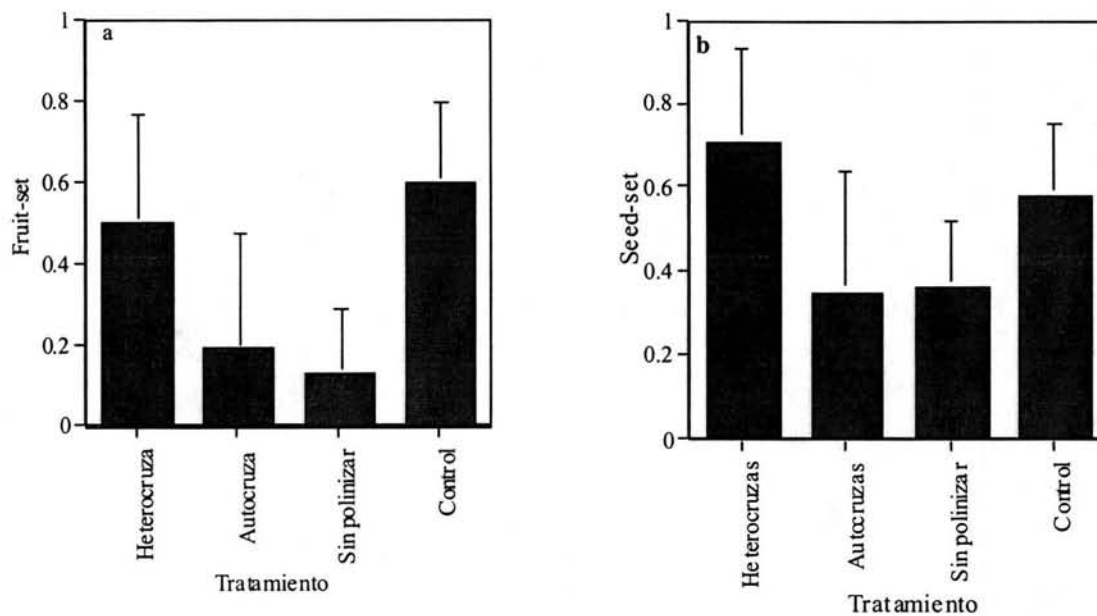 a
1
0.8
0.6
0.4
0.2
0
Fruit-set
Heterocruza
Autocruza
Sin polinizar
Control
Tratamiento
b
1
0.8
0.6
0.4
0.2
0
Seed-set
Heterocruzas
Autocruzas
Sin polinizar
Control
Tratamiento